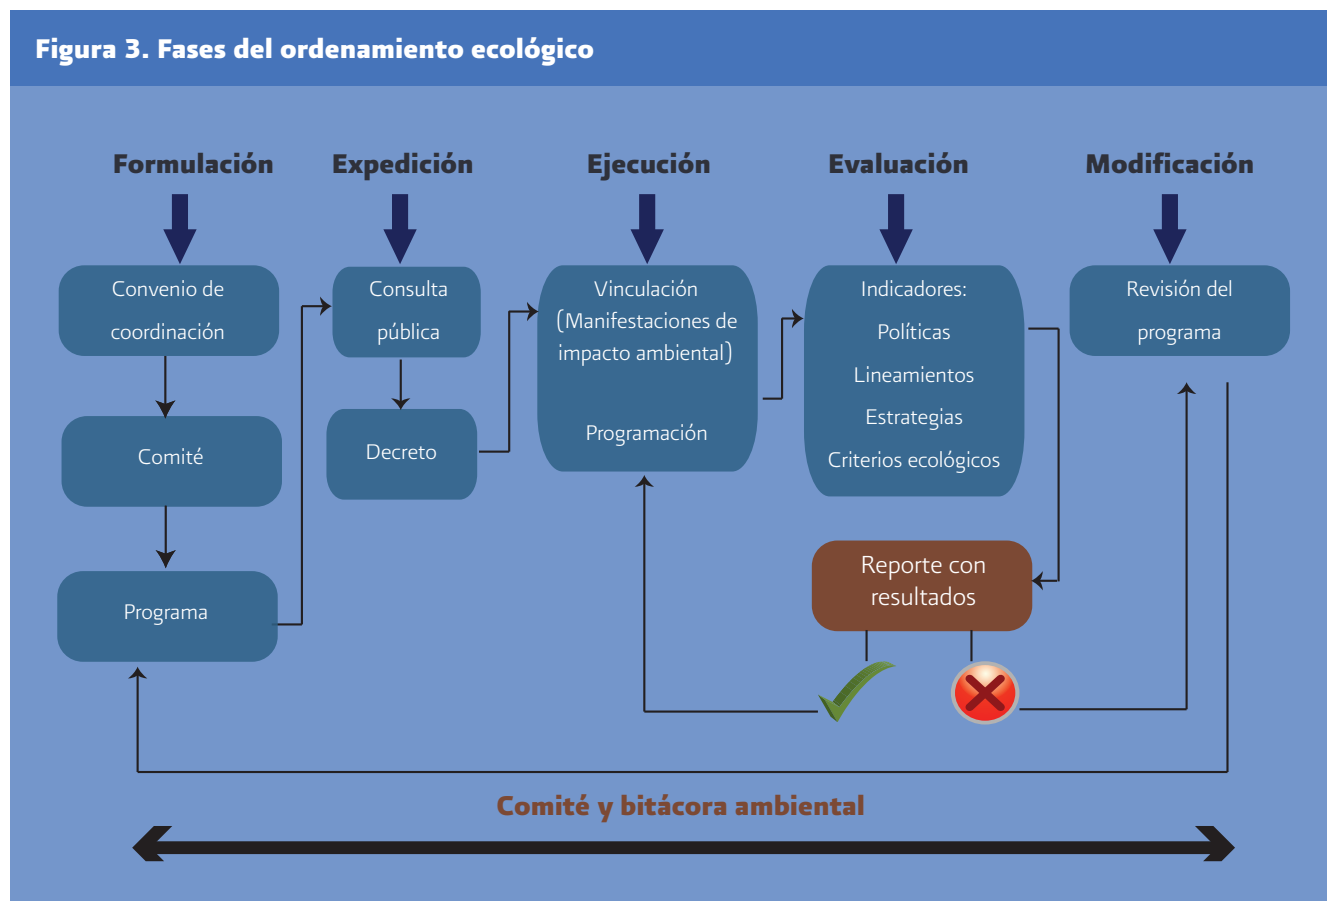 Figura 3. Fases del ordenamiento ecológico
Formulación
Expedición
Ejecución
Evaluación
Modificación
Convenio de
coordinación
Comité
Programa
Consulta
pública
Decreto
Vinculación
(Manifestaciones de
impacto ambiental)
Programación
Indicadores:
Políticas
Lineamientos
Estrategias
Criterios ecológicos
Reporte con
resultados
Revisión del
programa
Comité y bitácora ambiental